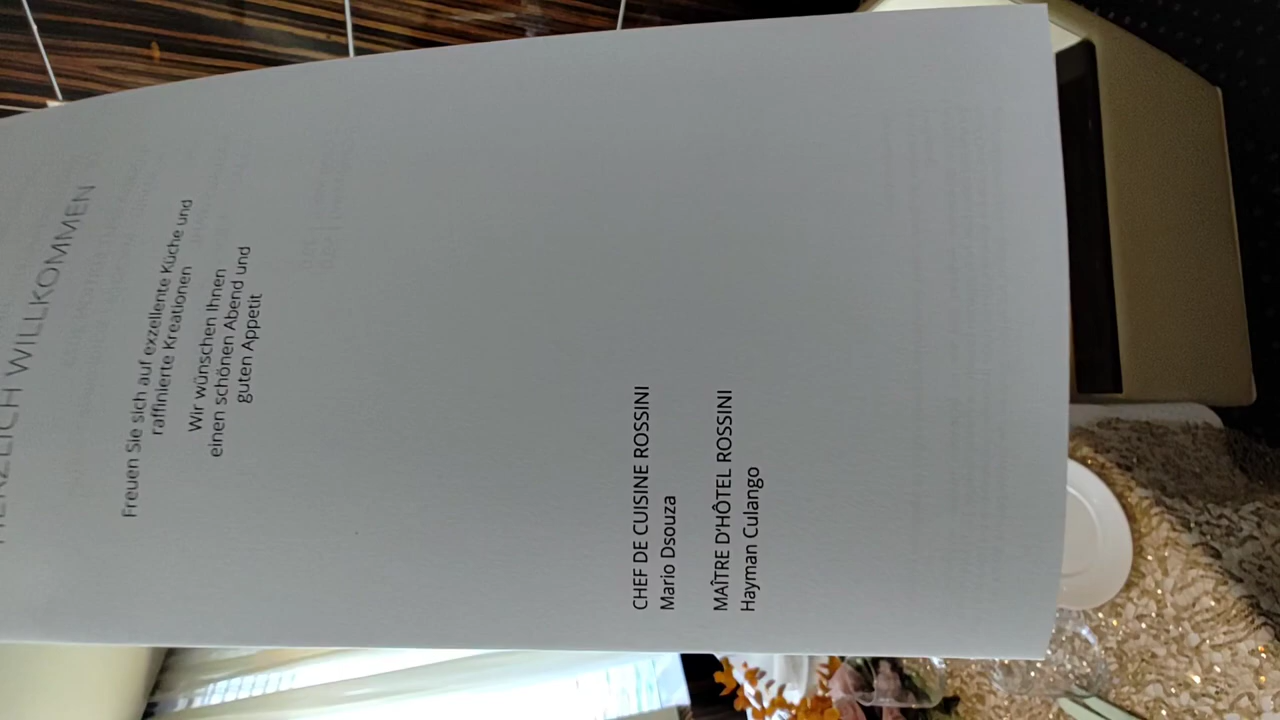 HERZLICH WILLKOMMEN
Freuen Sie sich auf exzellente Küche und
raffinierte Kreationen
Wir wünschen Ihnen
einen schönen Abend und
guten Appetit
CHEF DE CUISINE ROSSINI
Mario Dsouza
MAÎTRE D'HÔTEL ROSSINI
Hayman Culango